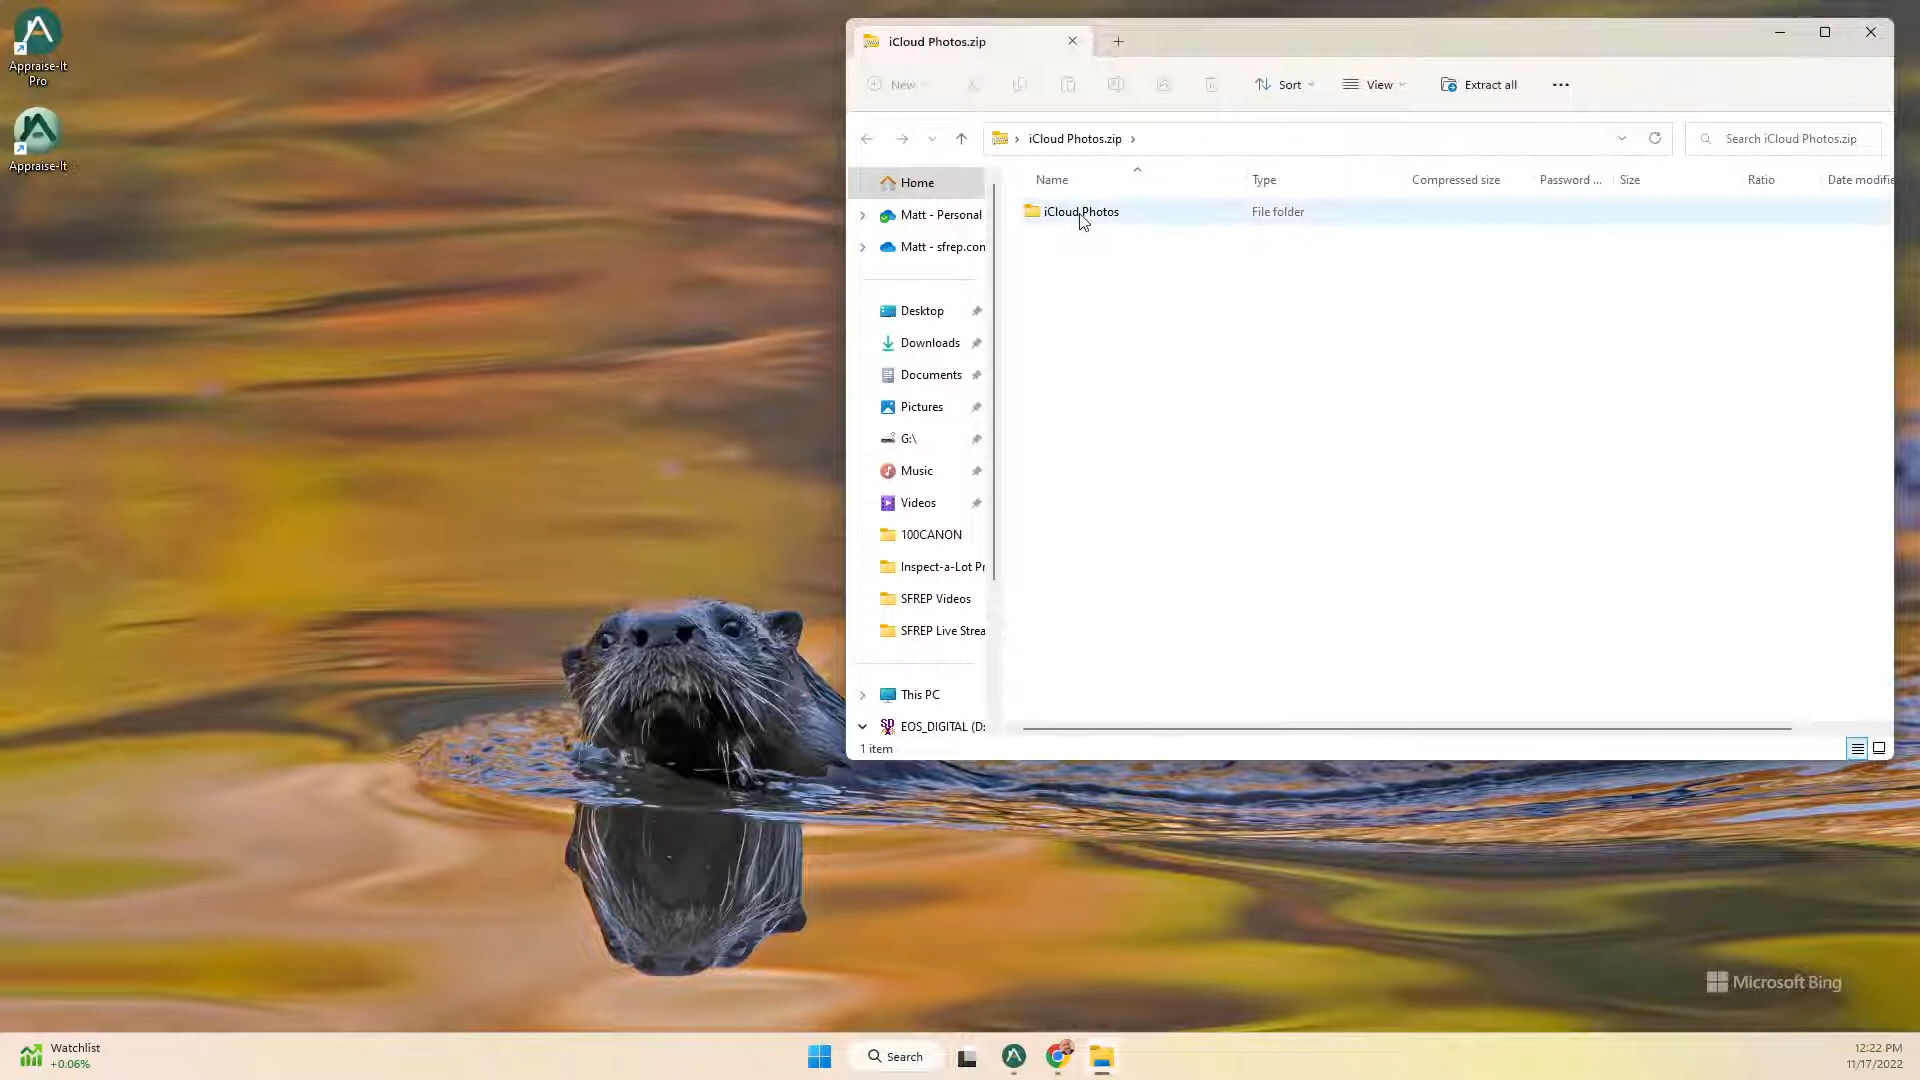 Appraise-It
Pro
Appraise-It
iCloud Photos.zip
New
Sort
View
Extract all
iCloud Photos.zip
Search iCloud Photos.zip
Home
Matt - Personal
Matt - sfrep.con
Desktop
Downloads
Documents
Pictures
G:\
Music
Videos
100CANON
Inspect-a-Lot Pr
SFREP Videos
SFREP Live Strea
This PC
EOS_DIGITAL (D:
Name Type Compressed size Password ... Size Ratio Date modifie
iCloud Photos File folder
1 item
Microsoft Bing
Watchlist
+0.06%
Search
12:22 PM
11/17/2022